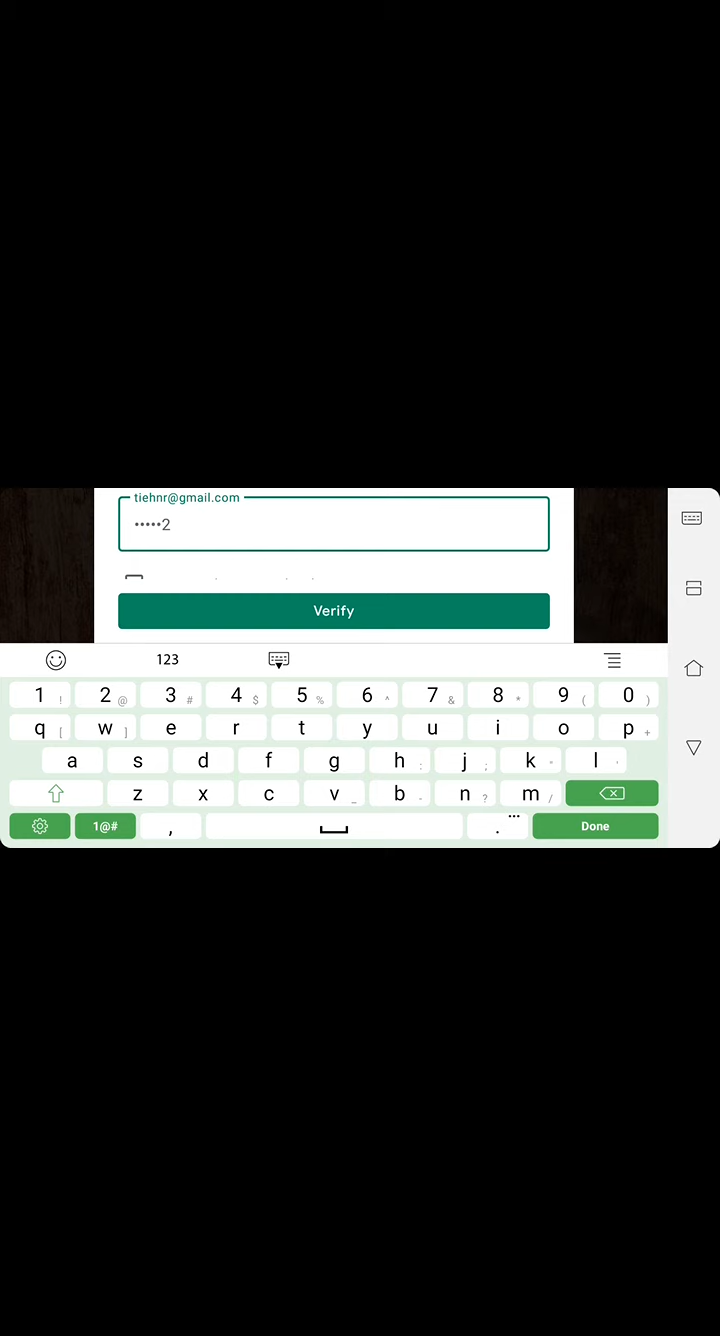 tiehnr@gmail.com
•••••2
Verify
123
1 ! 2 @ 3 # 4 $ 5 % 6 ^ 7 & 8 * 9 ( 0 )
q [ w ] e r t y u i o p +
a s d f g h : j ; k " l '
z x c v _ b - n ? m /
1@# , . ... Done